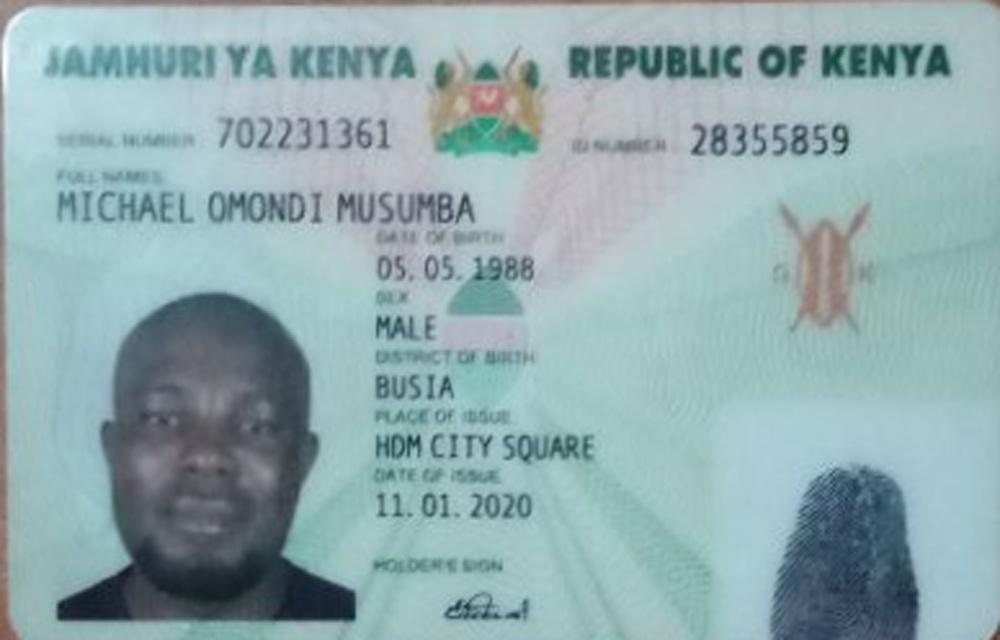 JAMHURI YA KENYA REPUBLIC OF KENYA
SERIAL NUMBER: 702231361 ID NUMBER: 28355859
FULL NAMES
MICHAEL OMONDI MUSUMBA
DATE OF BIRTH
05. 05. 1988
SEX
MALE
DISTRICT OF BIRTH
BUSIA
PLACE OF ISSUE
HDM CITY SQUARE
DATE OF ISSUE
11. 01. 2020
HOLDER'S SIGN